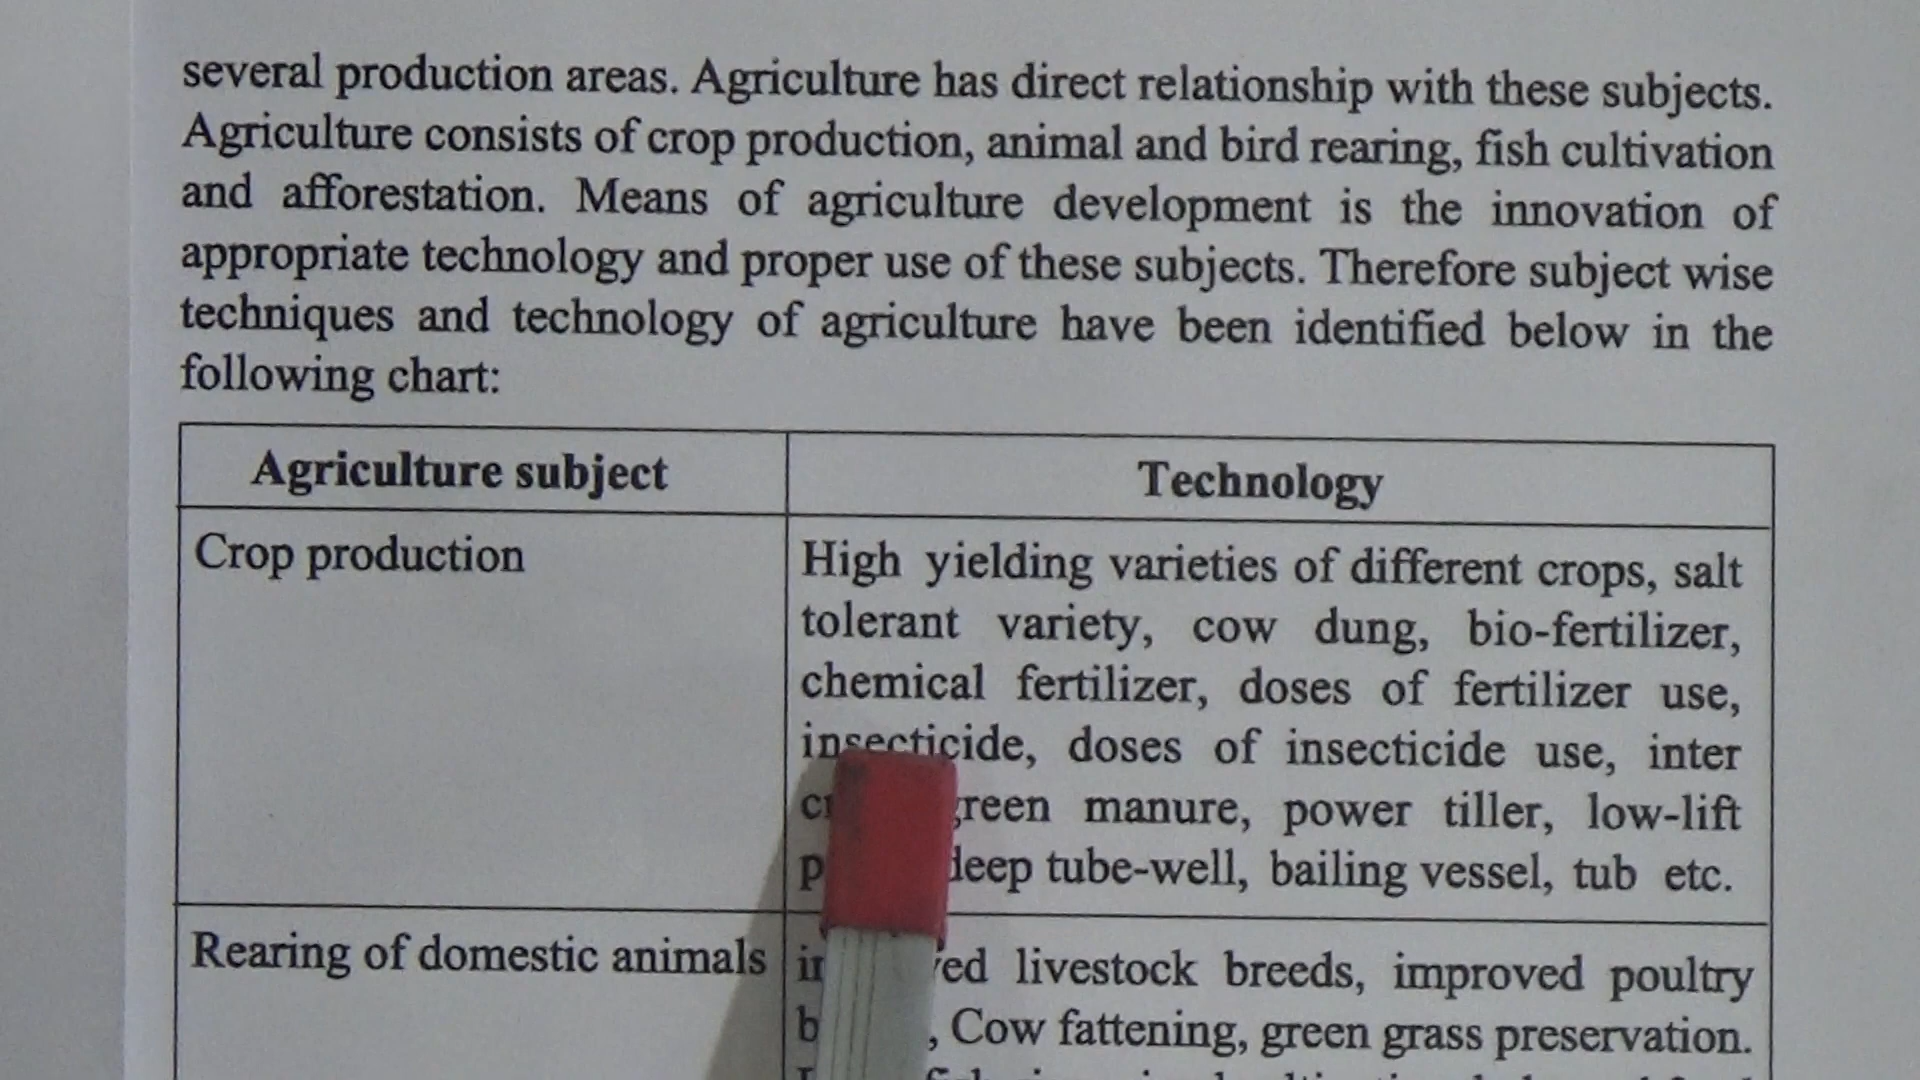 several production areas. Agriculture has direct relationship with these subjects.
Agriculture consists of crop production, animal and bird rearing, fish cultivation
and afforestation. Means of agriculture development is the innovation of
appropriate technology and proper use of these subjects. Therefore subject wise
techniques and technology of agriculture have been identified below in the
following chart:
Agriculture subject
Technology
Crop production
High yielding varieties of different crops, salt
tolerant variety, cow dung, bio-fertilizer,
chemical fertilizer, doses of fertilizer use,
insecticide, doses of insecticide use, inter
manure, power tiller, low-lift
tube-well, bailing vessel, tub etc.
Rearing of domestic animals
livestock breeds, improved poultry
, Cow fattening, green grass preservation.